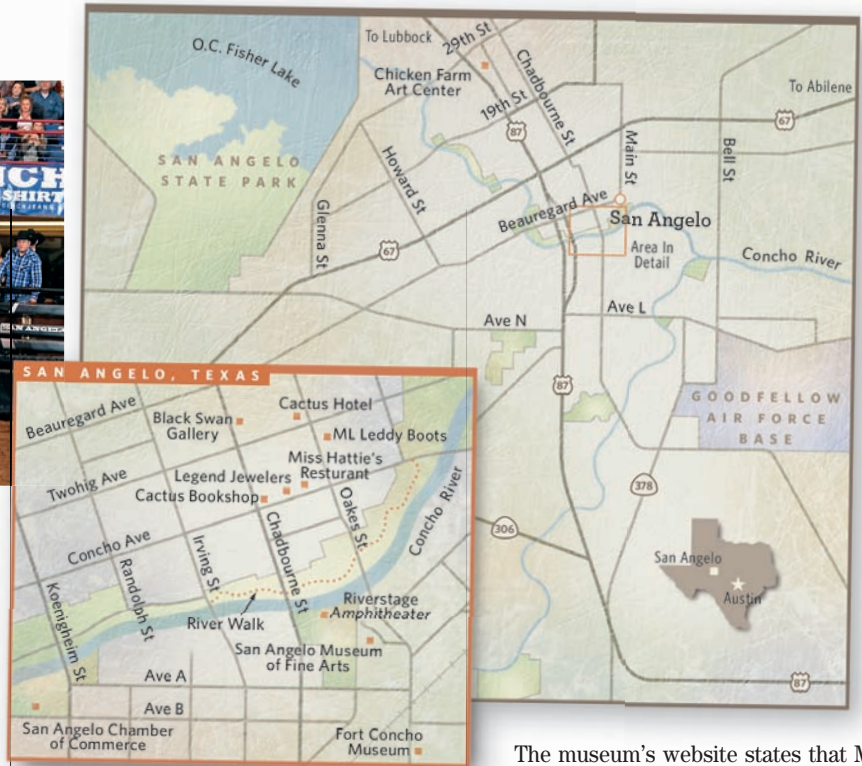 O.C. Fisher Lake
To Lubbock
29th St
Chicken Farm
Art Center
Chadbourne St
19th St
87
To Abilene
67
SAN ANGELO
STATE PARK
Howard St
Main St
Bell St
Glenna St
Beauregard Ave
San Angelo
67
Area In
Detail
Concho River
Ave N
Ave L
87
GOODFELLOW
AIR FORCE
BASE
378
306
San Angelo
Austin
87
SHIRT
SAN ANGELO, TEXAS
Beauregard Ave
Cactus Hotel
Black Swan
Gallery
ML Leddy Boots
Miss Hattie's
Resturant
Twohig Ave
Legend Jewelers
Cactus Bookshop
Oakes St
Concho River
Concho Ave
Irving St
Chadbourne St
Randolph St
Koenigheim St
River Walk
Riverstage
Amphitheater
San Angelo Museum
of Fine Arts
Ave A
Ave B
San Angelo Chamber
of Commerce
Fort Concho
Museum
The museum's website states that M